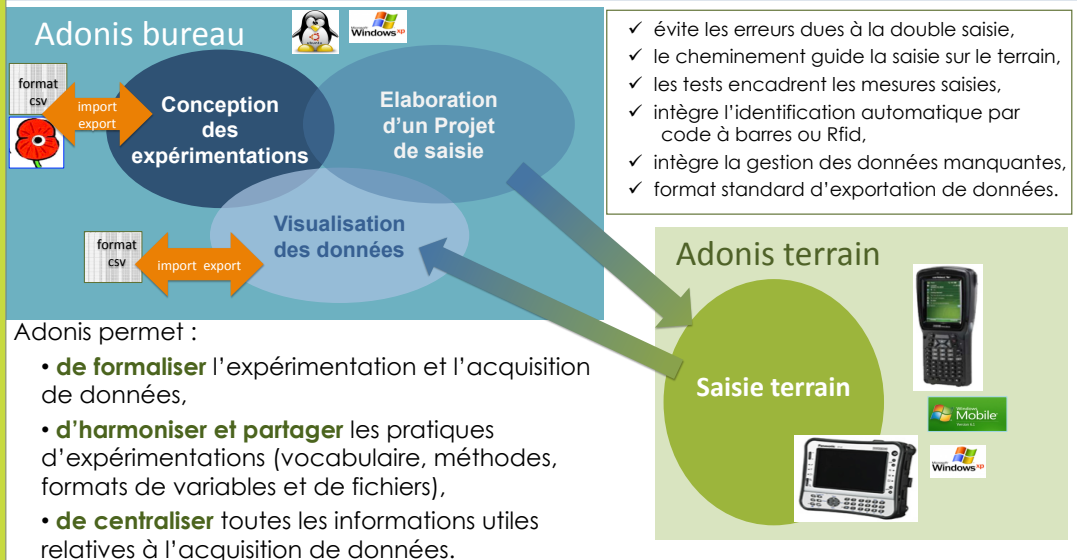 Adonis bureau
ubuntu
Microsoft
Windows xp
format
csv
import
export
Conception
des
expérimentations
Elaboration
d'un Projet
de saisie
Visualisation
des données
format
csv
import export
✓ évite les erreurs dues à la double saisie,
✓ le cheminement guide la saisie sur le terrain,
✓ les tests encadrent les mesures saisies,
✓ intègre l'identification automatique par
code à barres ou Rfid,
✓ intègre la gestion des données manquantes,
✓ format standard d'exportation de données.
Adonis terrain
Saisie terrain
Windows
Mobile
Microsoft
Windows xp
Panasonic
Adonis permet :
• de formaliser l'expérimentation et l'acquisition
de données,
• d'harmoniser et partager les pratiques
d'expérimentations (vocabulaire, méthodes,
formats de variables et de fichiers),
• de centraliser toutes les informations utiles
relatives à l'acquisition de données.